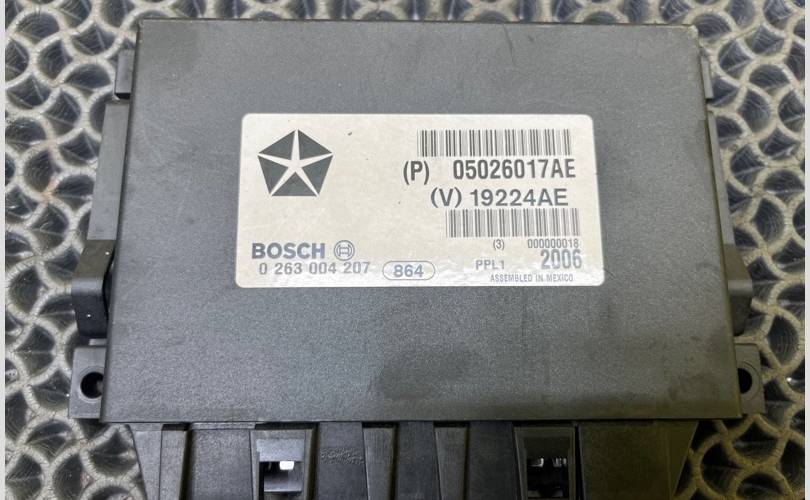 (P) 05026017AE
(V) 19224AE
(3) 000000018
BOSCH
0 263 004 207 864 PPL1 2006
ASSEMBLED IN MEXICO